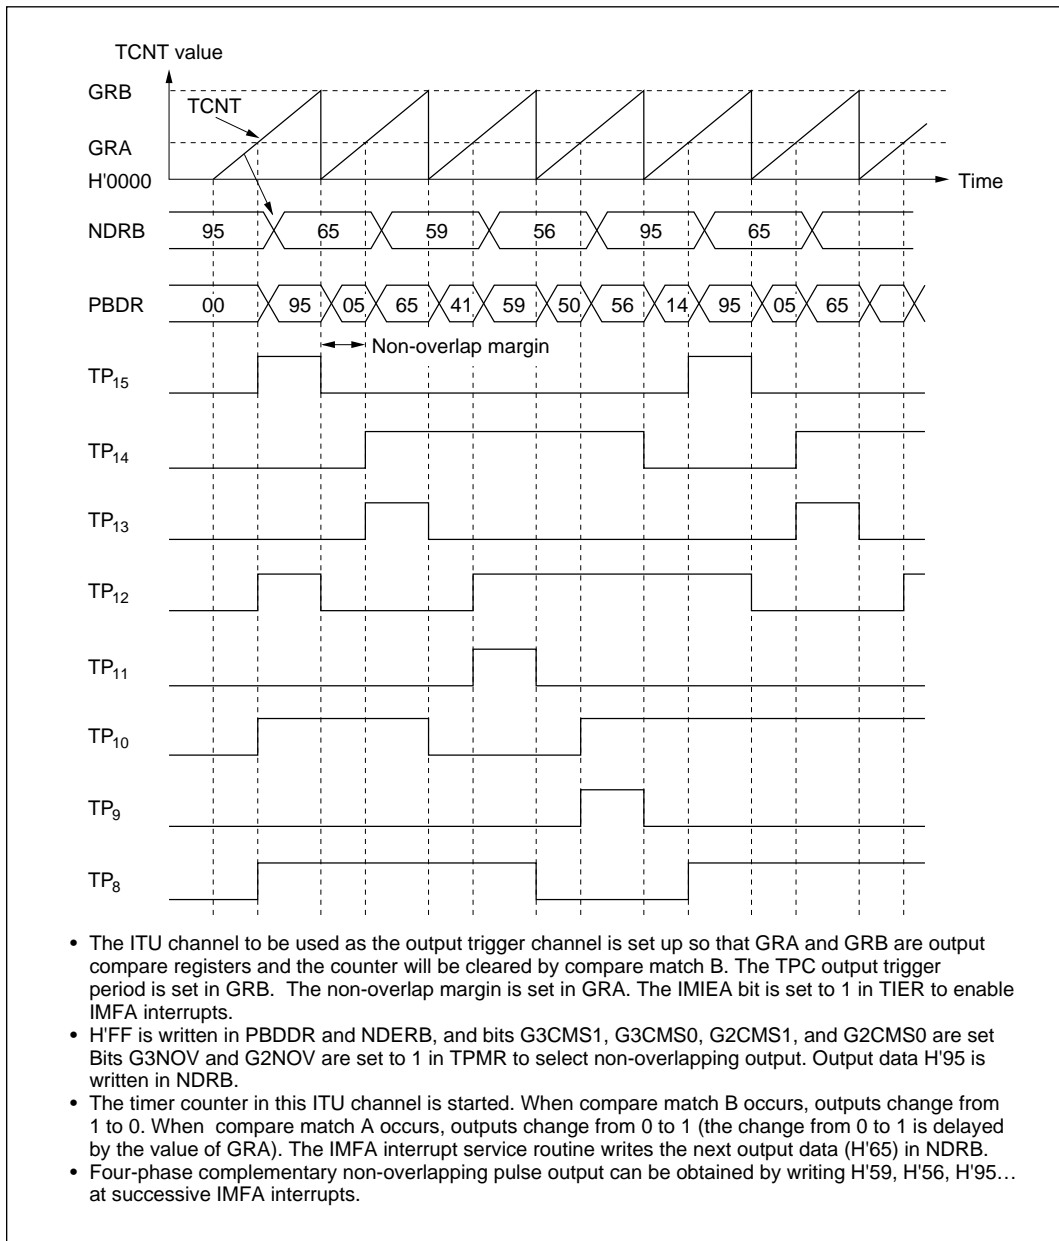 TCNT value
GRB
TCNT
GRA
H'0000
Time
NDRB 95 65 59 56 95 65
PBDR 00 95 05 65 41 59 50 56 14 95 05 65
Non-overlap margin
TP15
TP14
TP13
TP12
TP11
TP10
TP9
TP8
• The ITU channel to be used as the output trigger channel is set up so that GRA and GRB are output
compare registers and the counter will be cleared by compare match B. The TPC output trigger
period is set in GRB. The non-overlap margin is set in GRA. The IMIEA bit is set to 1 in TIER to enable
IMFA interrupts.
• H'FF is written in PBDDR and NDERB, and bits G3CMS1, G3CMS0, G2CMS1, and G2CMS0 are set
Bits G3NOV and G2NOV are set to 1 in TPMR to select non-overlapping output. Output data H'95 is
written in NDRB.
• The timer counter in this ITU channel is started. When compare match B occurs, outputs change from
1 to 0. When compare match A occurs, outputs change from 0 to 1 (the change from 0 to 1 is delayed
by the value of GRA). The IMFA interrupt service routine writes the next output data (H'65) in NDRB.
• Four-phase complementary non-overlapping pulse output can be obtained by writing H'59, H'56, H'95…
at successive IMFA interrupts.